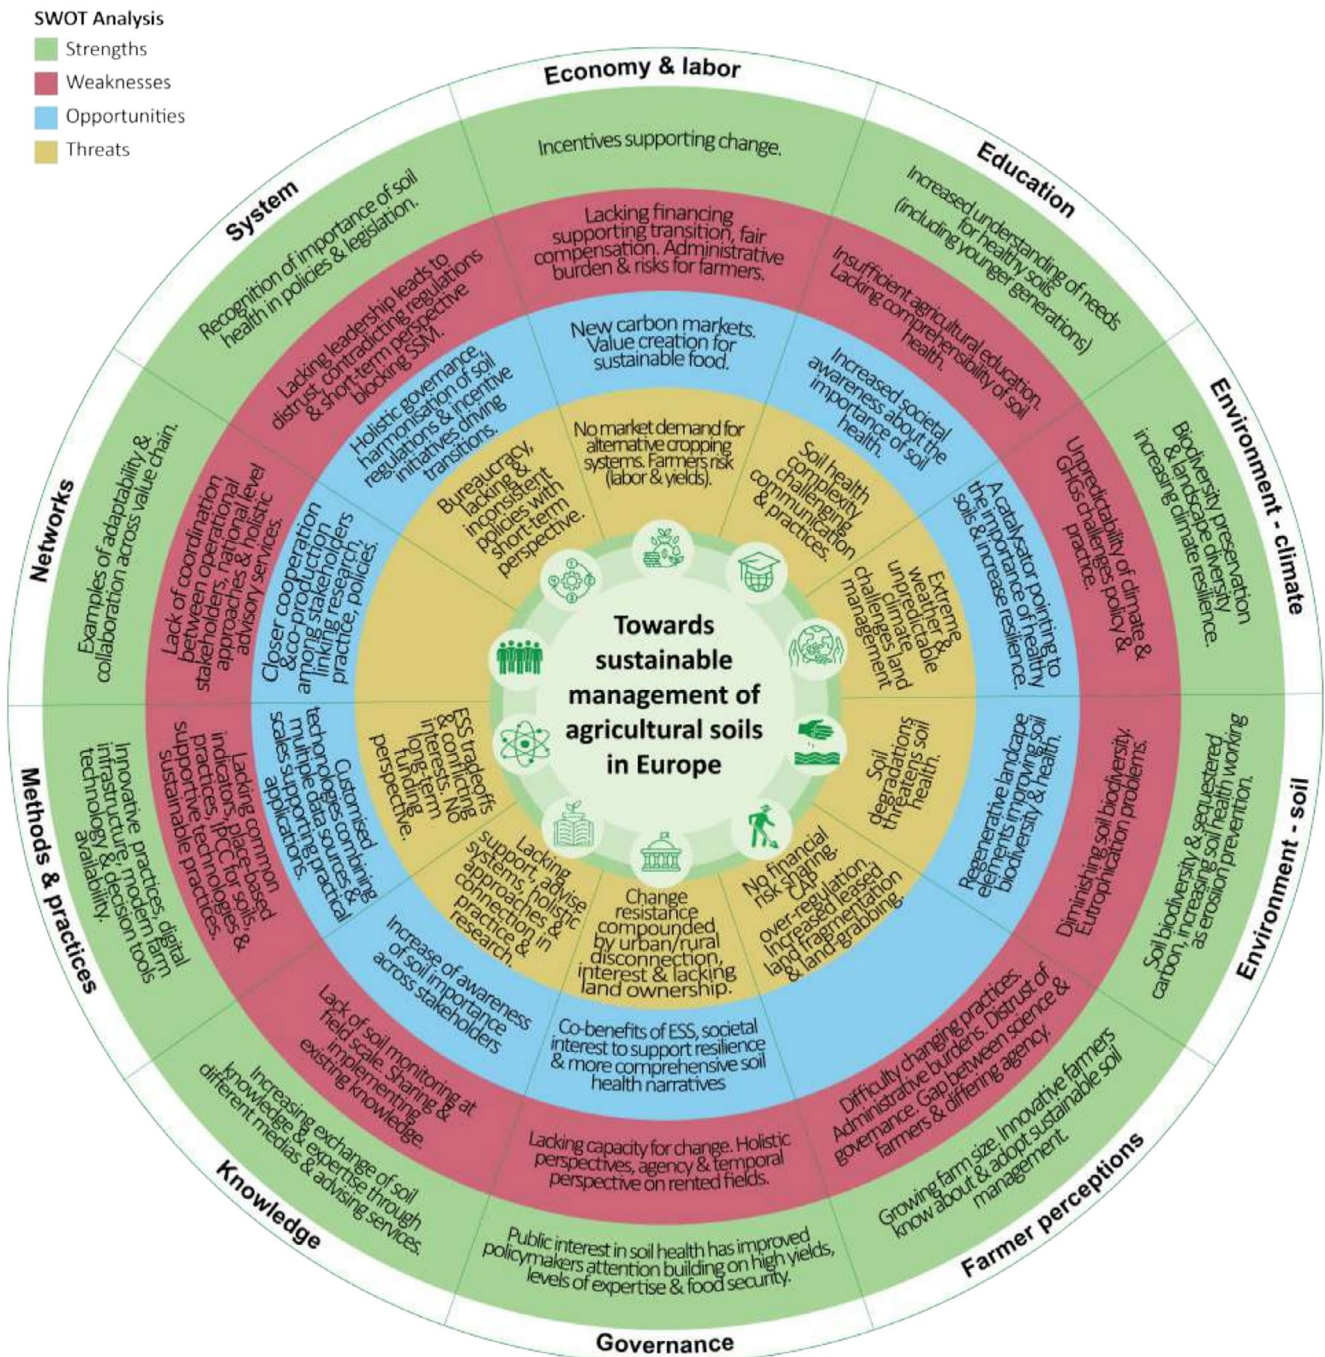 SWOT Analysis
Strengths
Weaknesses
Opportunities
Threats
Economy & labor
Incentives supporting change.
Lacking financing
supporting transition, fair
compensation. Administrative
burden & risks for farmers.
New carbon markets.
Value creation for
sustainable food.
No market demand for
alternative cropping
systems. Farmers risk
(labor & yields).
Education
Increased understanding of needs
for healthy soils.
(including younger generations)
Insufficient agricultural education.
Lacking comprehensibility of soil
health.
Increased societal
awareness about the
importance of soil
health.
Soil health
complexity
challenging
communication
& practices.
Environment - climate
Biodiversity preservation
& landscape diversity
increasing climate resilience.
Unpredictability of climate &
GHGs challenges policy &
practice.
A catalysator pointing to
the importance of healthy
soils & increase resilience.
Extreme
weather &
unpredictable
climate
challenges land
management
Environment - soil
Soil biodiversity & sequestered
carbon, increasing soil health working
as erosion prevention.
Diminishing soil biodiversity.
Eutrophication problems.
Regenerative landcape
elements improving soil
biodiversity & health.
Soil
degradations
threatens soil
health.
Farmer perceptions
Growing farm size. Innovative farmers
know about & adopt sustainable soil
management.
Difficulty changing practices.
Administrative burdens. Distrust of
governance. Gap between science &
farmers & differing agency.
No financial
risk sharing.
CAP
over-regulation.
Increased leased
land, fragmentation
& land-grabbing.
Governance
Public interest in soil health has improved
policymakers attention building on high yields,
levels of expertise & food security.
Lacking capacity for change. Holistic
perspectives, agency & temporal
perspective on rented fields.
Co-benefits of ESS, societal
interest to support resilience
& more comprehensive soil
health narratives
Change
resistance
compounded
by urban/rural
disconnection,
interest & lacking
land ownership.
Knowledge
Increasing exchange of soil
knowledge & expertise through
different medias & advising services.
Lack of soil monitoring at
field scale. Sharing &
implementing
existing knowledge.
Increase of awareness
of soil importance
across stakeholders
Lacking
support, advise
systems, holistic
approaches, &
connection in
practice &
research.
Methods & practices
Innovative practices, digital
infrastructure, modern farm
technology & decision tools
availability.
Lacking common
indicators, place-based
practices, IPCC for soils,
supportive technologies &
sustainable practices.
Customised
technologies combining
multiple data sources &
scales supporting practical
applications.
ESS tradeoffs
& conflicting
interests. NO
long-term
funding
perspective.
Networks
Examples of adaptability &
collaboration across value chain.
Lack of coordination
between operational
stakeholders, national level
approaches & holistic
advisory services.
Closer cooperation
& co-production
among stakeholders
linking research,
practice, policies.
System
Recognition of importance of soil
health in policies & legislation.
Lacking leadership leads to
distrust, contradicting regulations
& short-term perspective
blocking SSM.
Holistic governance,
harmonisation of soil
regulations & incentive
initiatives driving
transitions.
Bureaucracy,
lacking &
inconsistent
policies with
short-term
perspective.
Towards
sustainable
management of
agricultural soils
in Europe